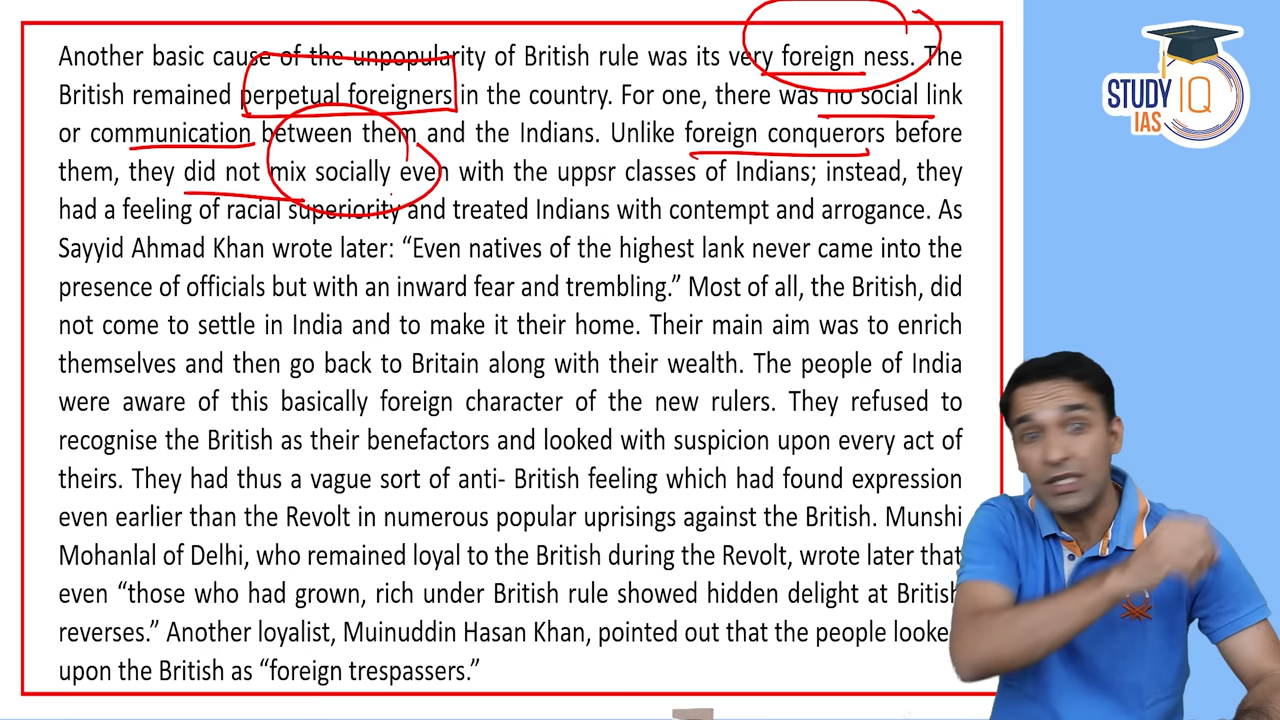 Another basic cause of the unpopularity of British rule was its very foreign ness. The
British remained perpetual foreigners in the country. For one, there was no social link
or communication between them and the Indians. Unlike foreign conquerors before
them, they did not mix socially even with the uppsr classes of Indians; instead, they
had a feeling of racial superiority and treated Indians with contempt and arrogance. As
Sayyid Ahmad Khan wrote later: “Even natives of the highest lank never came into the
presence of officials but with an inward fear and trembling.” Most of all, the British, did
not come to settle in India and to make it their home. Their main aim was to enrich
themselves and then go back to Britain along with their wealth. The people of India
were aware of this basically foreign character of the new rulers. They refused to
recognise the British as their benefactors and looked with suspicion upon every act of
theirs. They had thus a vague sort of anti- British feeling which had found expression
even earlier than the Revolt in numerous popular uprisings against the British. Munshi
Mohanlal of Delhi, who remained loyal to the British during the Revolt, wrote later that
even “those who had grown, rich under British rule showed hidden delight at British
reverses.” Another loyalist, Muinuddin Hasan Khan, pointed out that the people looke
upon the British as “foreign trespassers.”
STUDY IQ
IAS